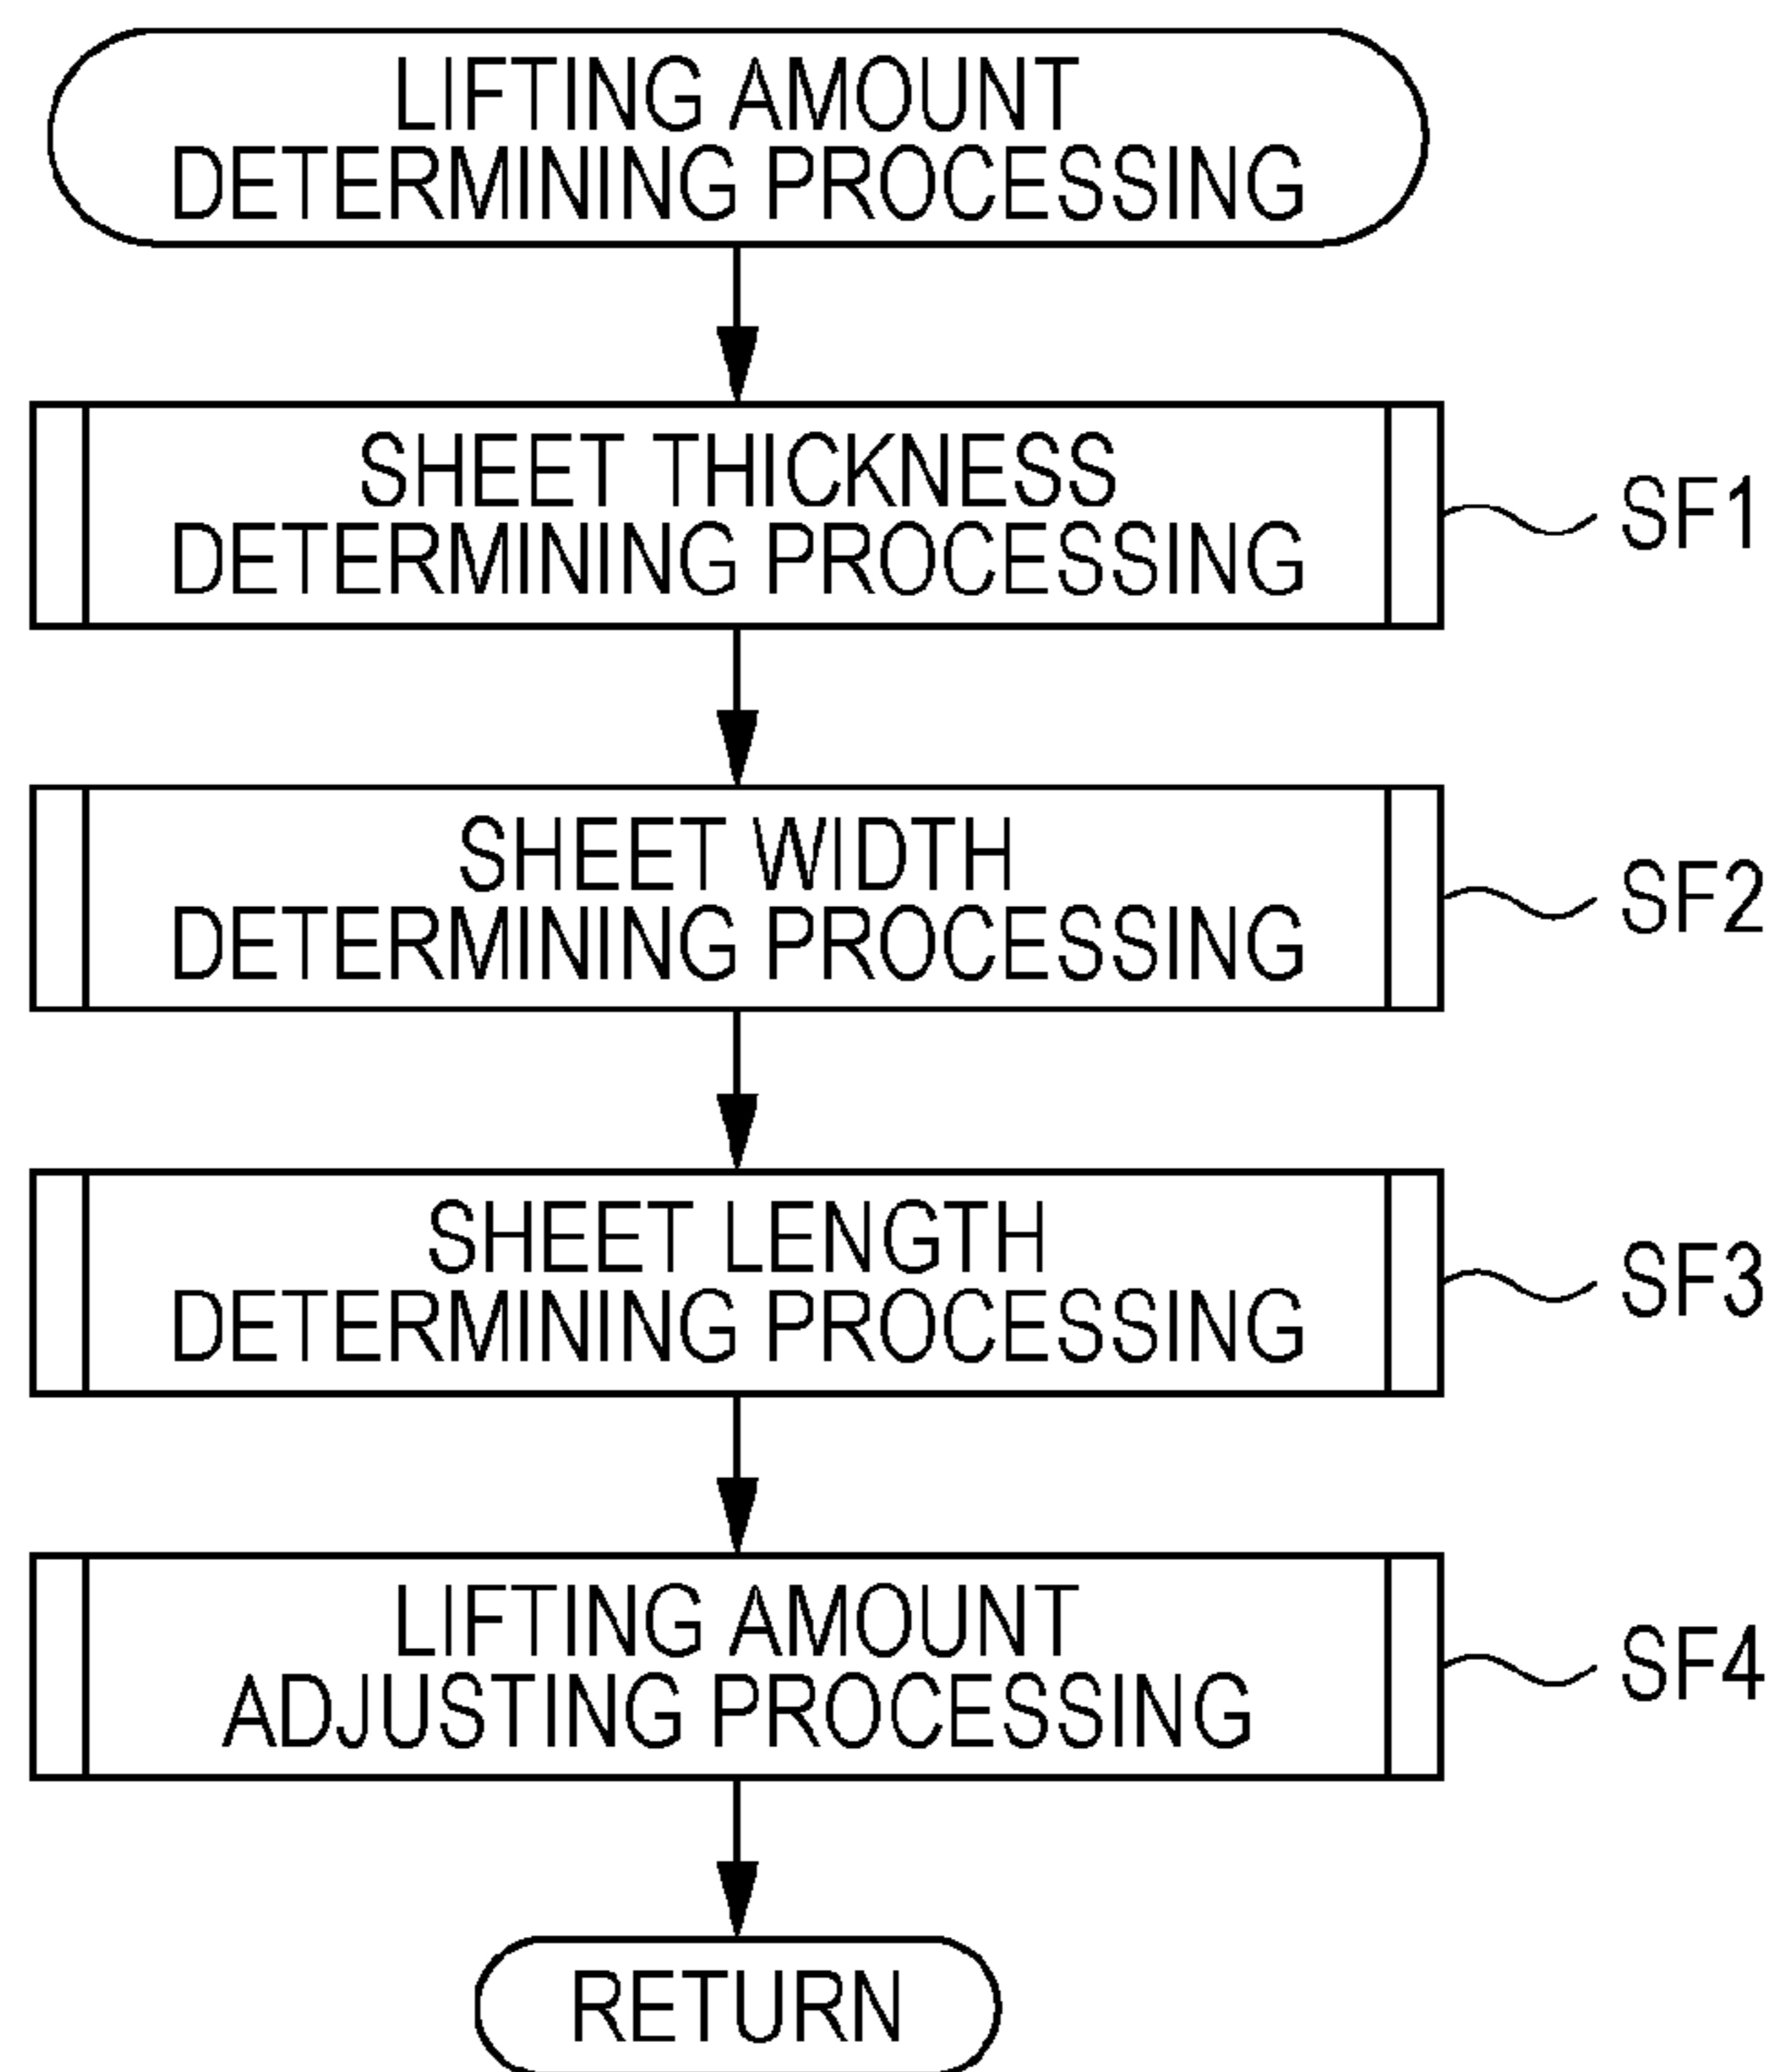 LIFTING AMOUNT
DETERMINING PROCESSING
SHEET THICKNESS
DETERMINING PROCESSING
SF1
SHEET WIDTH
DETERMINING PROCESSING
SF2
SHEET LENGTH
DETERMINING PROCESSING
SF3
LIFTING AMOUNT
ADJUSTING PROCESSING
SF4
RETURN